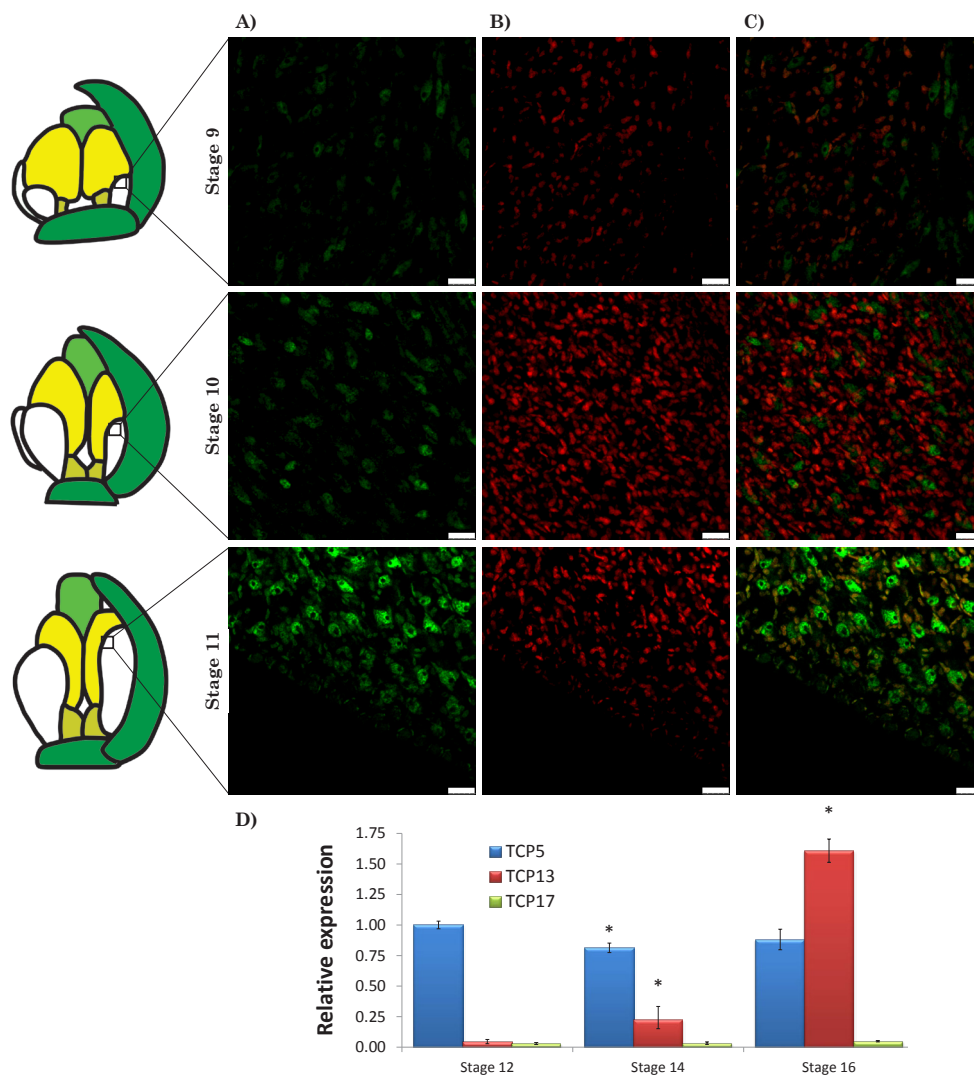 A)
B)
C)
Stage 9
Stage 10
Stage 11
D)
Relative expression
1.75
1.50
1.25
1.00
0.75
0.50
0.25
0.00
TCP5
TCP13
TCP17
*
*
*
Stage 12
Stage 14
Stage 16